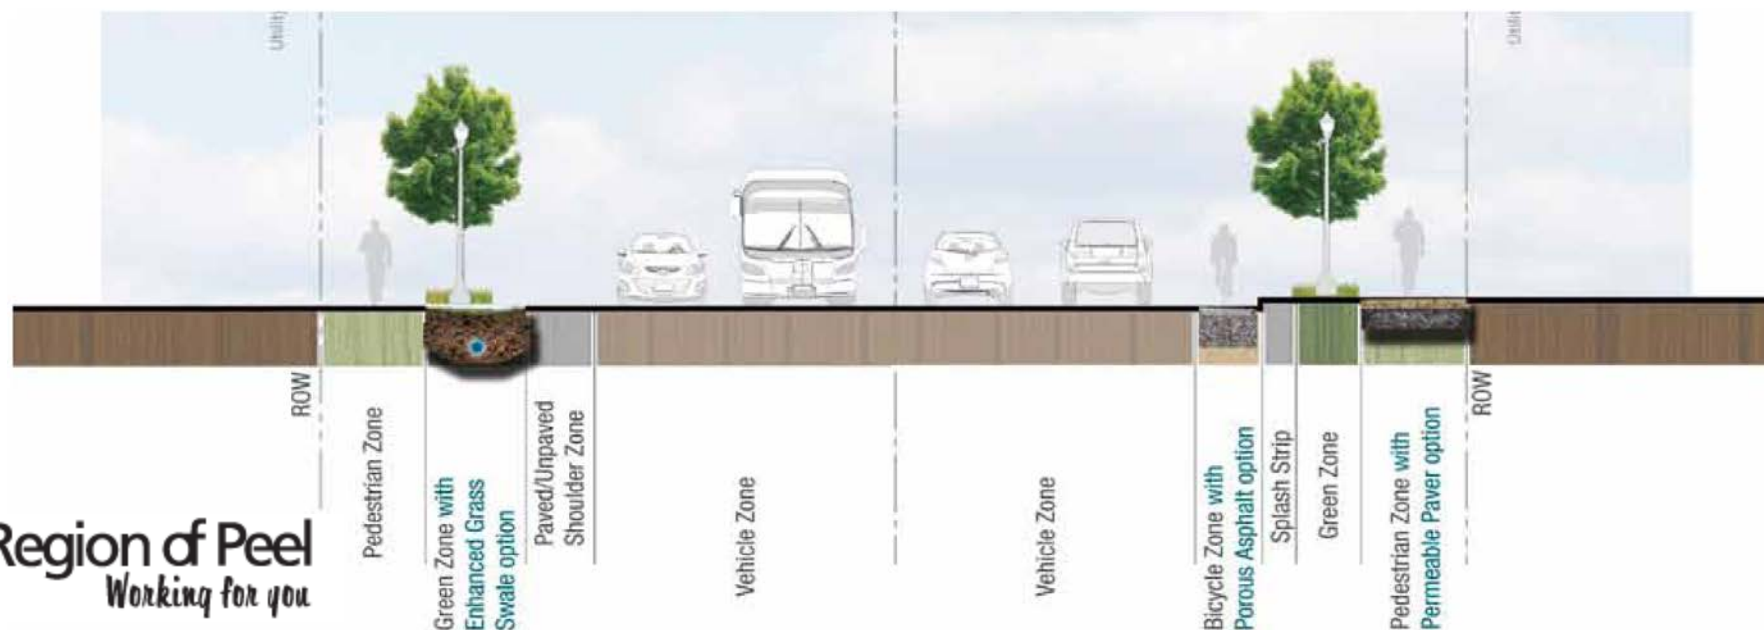 Utility
Utility
ROW
Pedestrian Zone
Green Zone with
Enhanced Grass
Swale option
Paved/Unpaved
Shoulder Zone
Vehicle Zone
Vehicle Zone
Bicycle Zone with
Porous Asphalt option
Splash Strip
Green Zone
Pedestrian Zone with
Permeable Paver option
ROW
Region of Peel
Working for you